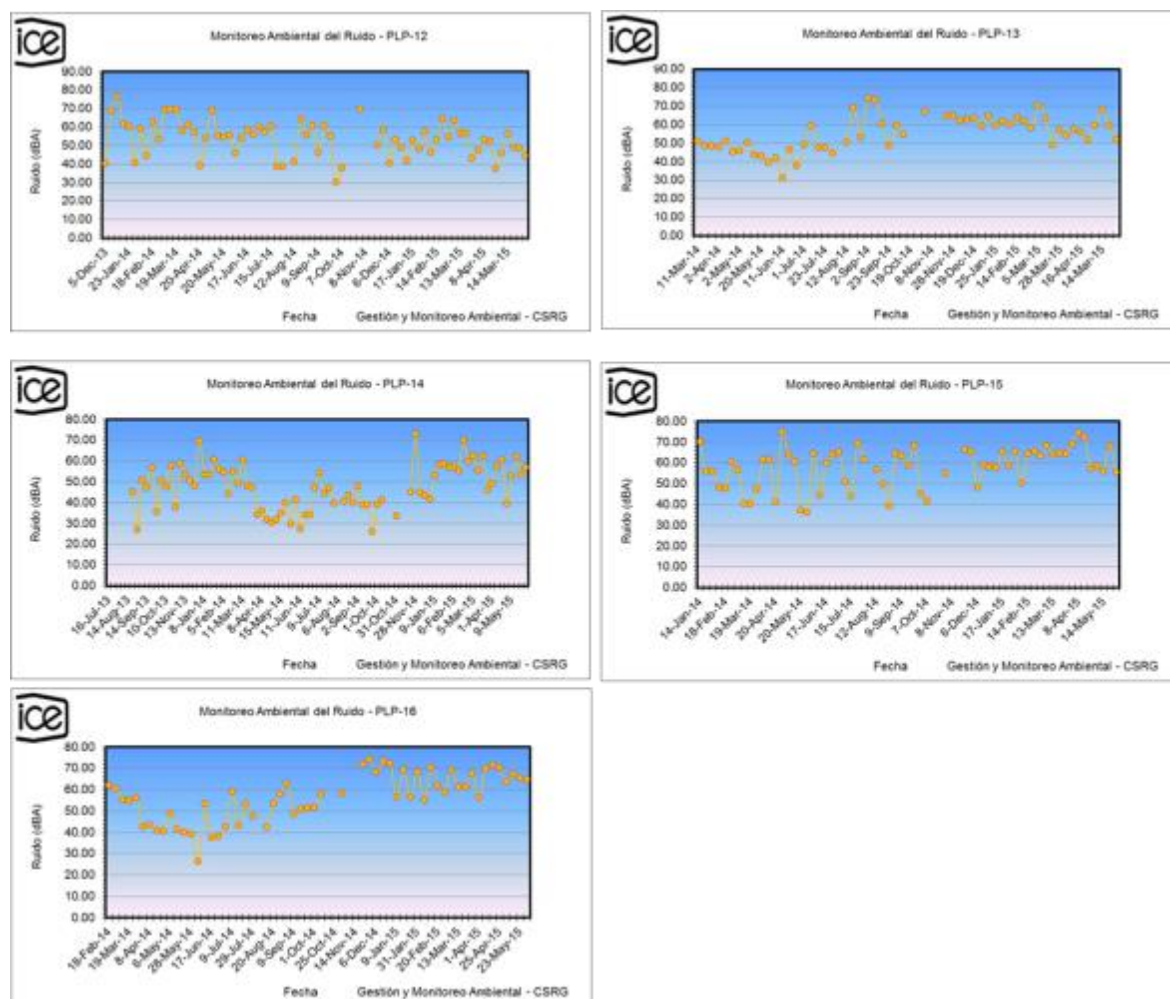 ice
Monitoreo Ambiental del Ruido - PLP-12
Ruido (dBA)
90.00
80.00
70.00
60.00
50.00
40.00
30.00
20.00
10.00
0.00
5-Dec-13
23-Jan-14
18-Feb-14
19-Mar-14
20-Apr-14
20-May-14
17-Jun-14
15-Jul-14
12-Aug-14
9-Sep-14
7-Oct-14
8-Nov-14
6-Dec-14
17-Jan-15
14-Feb-15
13-Mar-15
8-Apr-15
14-Mar-15
Fecha
Gestión y Monitoreo Ambiental - CSRG
ice
Monitoreo Ambiental del Ruido - PLP-13
Ruido (dBA)
90.00
80.00
70.00
60.00
50.00
40.00
30.00
20.00
10.00
0.00
11-Mar-14
2-Apr-14
2-May-14
20-May-14
11-Jun-14
1-Jul-14
23-Jul-14
12-Aug-14
2-Sep-14
23-Sep-14
19-Oct-14
8-Nov-14
26-Nov-14
19-Dec-14
25-Jan-15
14-Feb-15
5-Mar-15
28-Mar-15
16-Apr-15
14-Mar-15
Fecha
Gestión y Monitoreo Ambiental - CSRG
ice
Monitoreo Ambiental del Ruido - PLP-14
Ruido (dBA)
80.00
70.00
60.00
50.00
40.00
30.00
20.00
10.00
0.00
16-Jul-13
14-Aug-13
14-Sep-13
10-Oct-13
13-Nov-13
8-Jan-14
5-Feb-14
11-Mar-14
8-Apr-14
15-May-14
11-Jun-14
9-Jul-14
6-Aug-14
2-Sep-14
1-Oct-14
31-Oct-14
28-Nov-14
9-Jan-15
6-Feb-15
5-Mar-15
1-Apr-15
9-May-15
Fecha
Gestión y Monitoreo Ambiental - CSRG
ice
Monitoreo Ambiental del Ruido - PLP-15
Ruido (dBA)
80.00
70.00
60.00
50.00
40.00
30.00
20.00
10.00
0.00
14-Jan-14
18-Feb-14
19-Mar-14
20-Apr-14
20-May-14
17-Jun-14
15-Jul-14
12-Aug-14
9-Sep-14
7-Oct-14
8-Nov-14
6-Dec-14
17-Jan-15
14-Feb-15
13-Mar-15
8-Apr-15
14-May-15
Fecha
Gestión y Monitoreo Ambiental - CSRG
ice
Monitoreo Ambiental del Ruido - PLP-16
Ruido (dBA)
80.00
70.00
60.00
50.00
40.00
30.00
20.00
10.00
0.00
18-Feb-14
19-Mar-14
8-Apr-14
6-May-14
28-May-14
17-Jun-14
9-Jul-14
29-Jul-14
20-Aug-14
9-Sep-14
1-Oct-14
25-Oct-14
14-Nov-14
6-Dec-14
9-Jan-15
31-Jan-15
20-Feb-15
13-Mar-15
1-Apr-15
25-Apr-15
23-May-15
Fecha
Gestión y Monitoreo Ambiental - CSRG